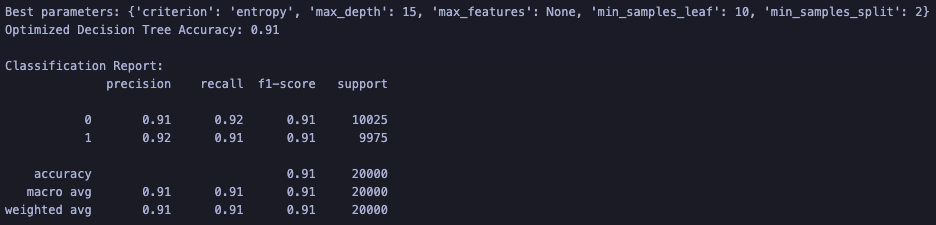 Best parameters: {'criterion': 'entropy', 'max_depth': 15, 'max_features': None, 'min_samples_leaf': 10, 'min_samples_split': 2}
Optimized Decision Tree Accuracy: 0.91
Classification Report:
precision recall f1-score support
0 0.91 0.92 0.91 10025
1 0.92 0.91 0.91 9975
accuracy 0.91 20000
macro avg 0.91 0.91 0.91 20000
weighted avg 0.91 0.91 0.91 20000